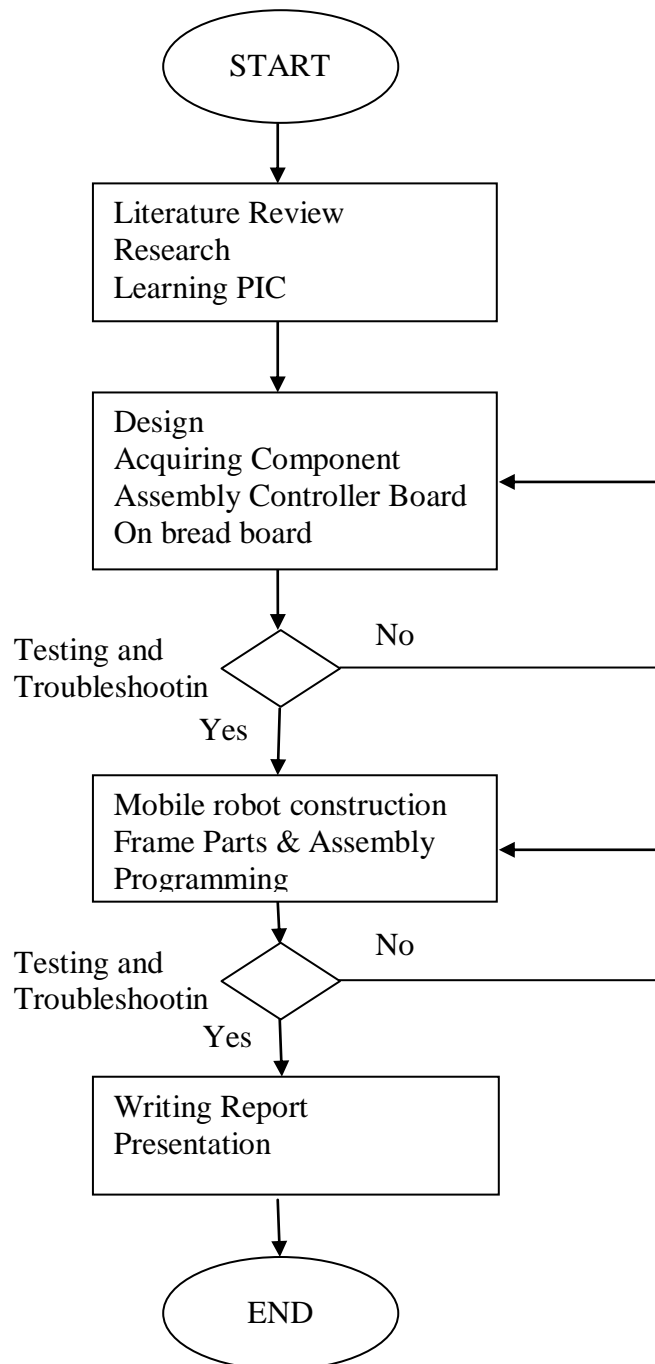 START
Literature Review
Research
Learning PIC
Design
Acquiring Component
Assembly Controller Board
On bread board
Testing and
Troubleshootin
No
Yes
Mobile robot construction
Frame Parts & Assembly
Programming
Testing and
Troubleshootin
No
Yes
Writing Report
Presentation
END